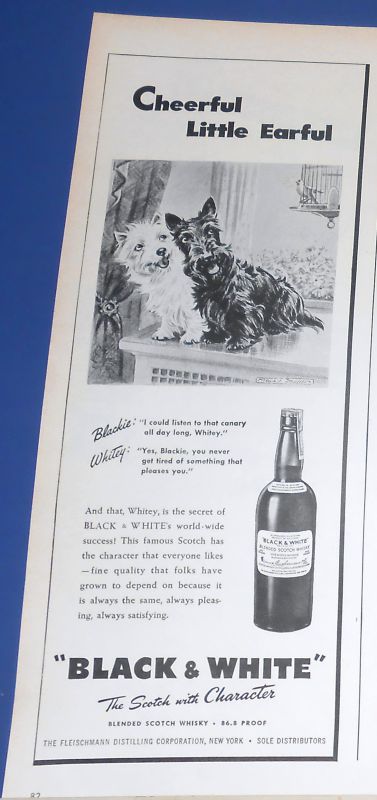 Cheerful
Little Earful
Blackie: "I could listen to that canary
all day long, Whitey."
Whitey: "Yes, Blackie, you never
get tired of something that
pleases you."
And that, Whitey, is the secret of
BLACK & WHITE's world-wide
success! This famous Scotch has
the character that everyone likes
—fine quality that folks have
grown to depend on because it
is always the same, always pleas-
ing, always satisfying.
"BLACK & WHITE"
BLENDED SCOTCH WHISKY
"BLACK & WHITE"
The Scotch with Character
BLENDED SCOTCH WHISKY • 86.8 PROOF
THE FLEISCHMANN DISTILLING CORPORATION, NEW YORK • SOLE DISTRIBUTORS